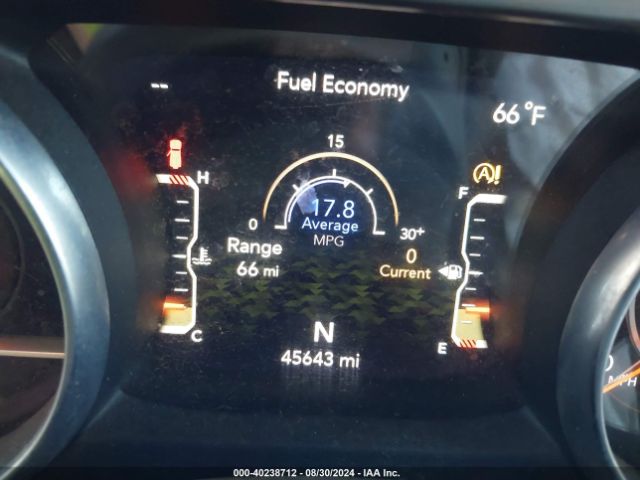 Fuel Economy
--
66°F
15
H
A!
F
17.8
Average
MPG
0
30+
Range
66 mi
0
Current
N
C
E
45643 mi
MPH
000-40238712 - 08/30/2024 - IAA Inc.